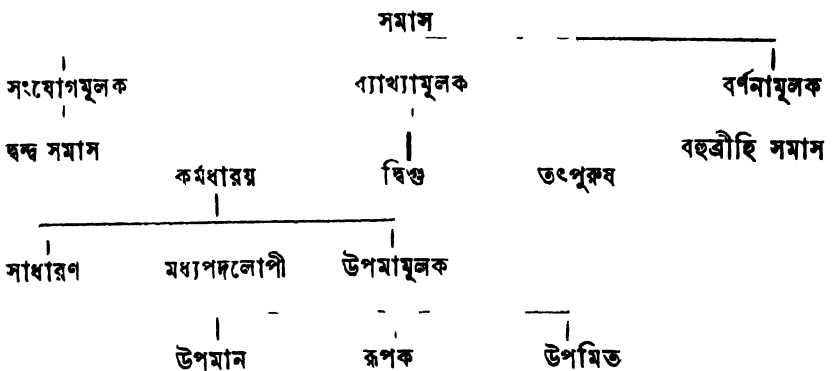 সমাস
সংযোগমূলক ব্যাখ্যামূলক বর্ণনামূলক
দ্বন্দ্ব সমাস বহুব্রীহি সমাস
কর্মধারয় দ্বিগু তৎপুরুষ
সাধারণ মধ্যপদলোপী উপমামূলক
উপমান রূপক উপমিত